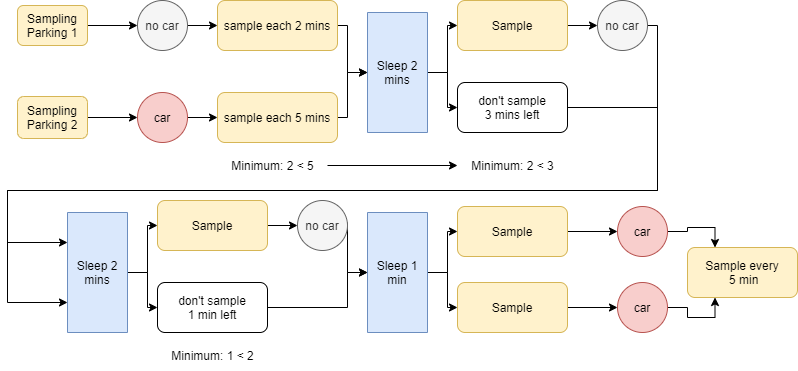 Sampling
Parking 1
no car
sample each 2 mins
Sleep 2
mins
Sample
no car
Sampling
Parking 2
car
sample each 5 mins
don't sample
3 mins left
Minimum: 2 < 5
Minimum: 2 < 3
Sleep 2
mins
Sample
no car
don't sample
1 min left
Sleep 1
min
Sample
car
Sample
car
Sample every
5 min
Minimum: 1 < 2